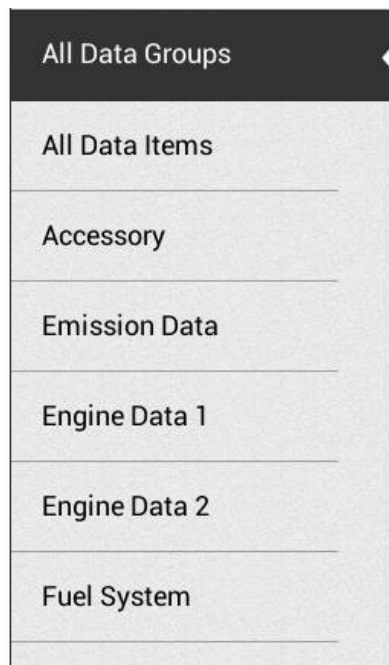 All Data Groups
All Data Items
Accessory
Emission Data
Engine Data 1
Engine Data 2
Fuel System